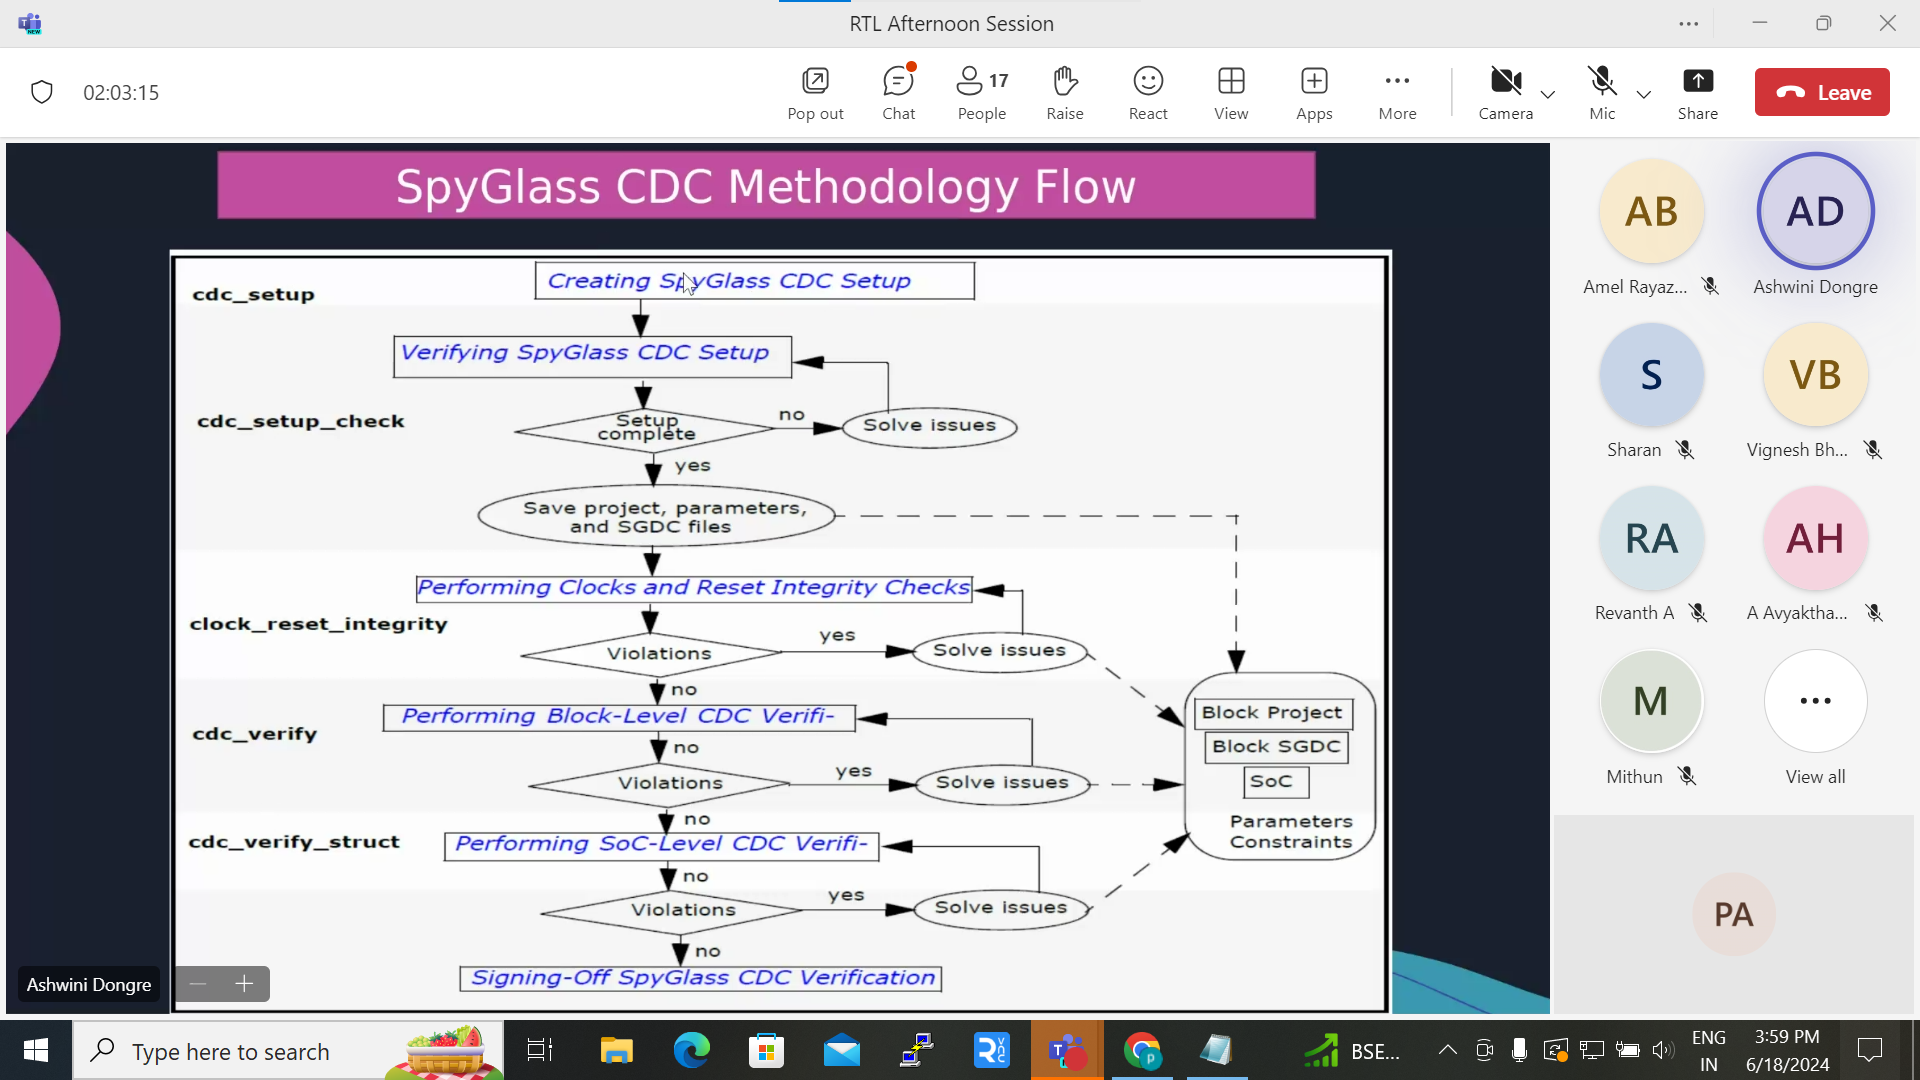 RTL Afternoon Session
02:03:15
Pop out
Chat
People
17
Raise
React
View
Apps
More
Camera
Mic
Share
Leave
SpyGlass CDC Methodology Flow
cdc_setup
Creating SpyGlass CDC Setup
Verifying SpyGlass CDC Setup
cdc_setup_check
Setup
complete
no
Solve issues
yes
Save project, parameters,
and SGDC files
Performing Clocks and Reset Integrity Checks
clock_reset_integrity
Violations
yes
Solve issues
no
cdc_verify
Performing Block-Level CDC Verifi-
no
Violations
yes
Solve issues
no
cdc_verify_struct
Performing SoC-Level CDC Verifi-
no
Violations
yes
Solve issues
no
Signing-Off SpyGlass CDC Verification
Block Project
Block SGDC
SoC
Parameters
Constraints
Ashwini Dongre
AB
Amel Rayaz...
AD
Ashwini Dongre
S
Sharan
VB
Vignesh Bh...
RA
Revanth A
AH
A Avyaktha...
M
Mithun
View all
PA
Type here to search
BSE...
ENG
IN
3:59 PM
6/18/2024